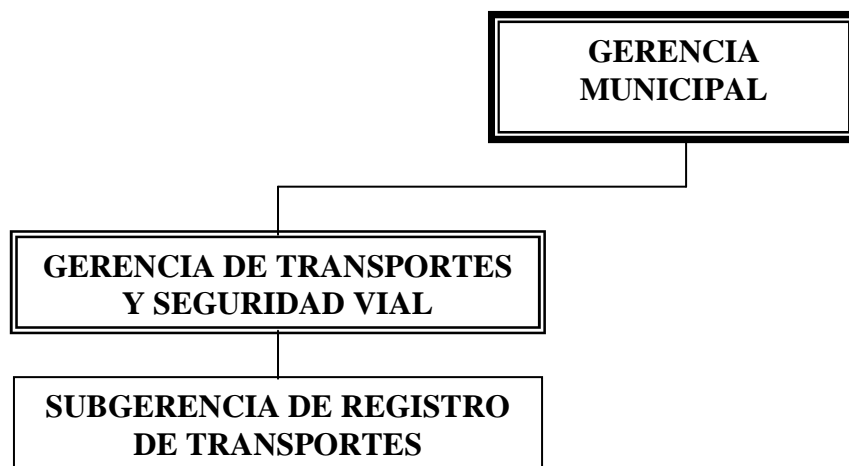 GERENCIA
MUNICIPAL
GERENCIA DE TRANSPORTES
Y SEGURIDAD VIAL
SUBGERENCIA DE REGISTRO
DE TRANSPORTES